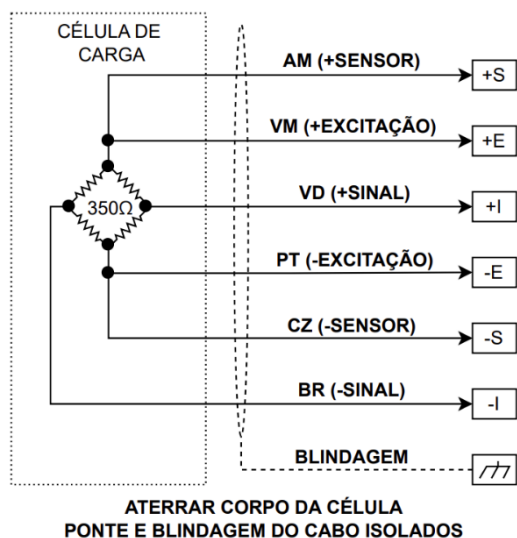 CÉLULA DE
CARGA
AM (+SENSOR)
+S
VM (+EXCITAÇÃO)
+E
350Ω
VD (+SINAL)
+I
PT (-EXCITAÇÃO)
-E
CZ (-SENSOR)
-S
BR (-SINAL)
-I
BLINDAGEM
ATERRAR CORPO DA CÉLULA
PONTE E BLINDAGEM DO CABO ISOLADOS